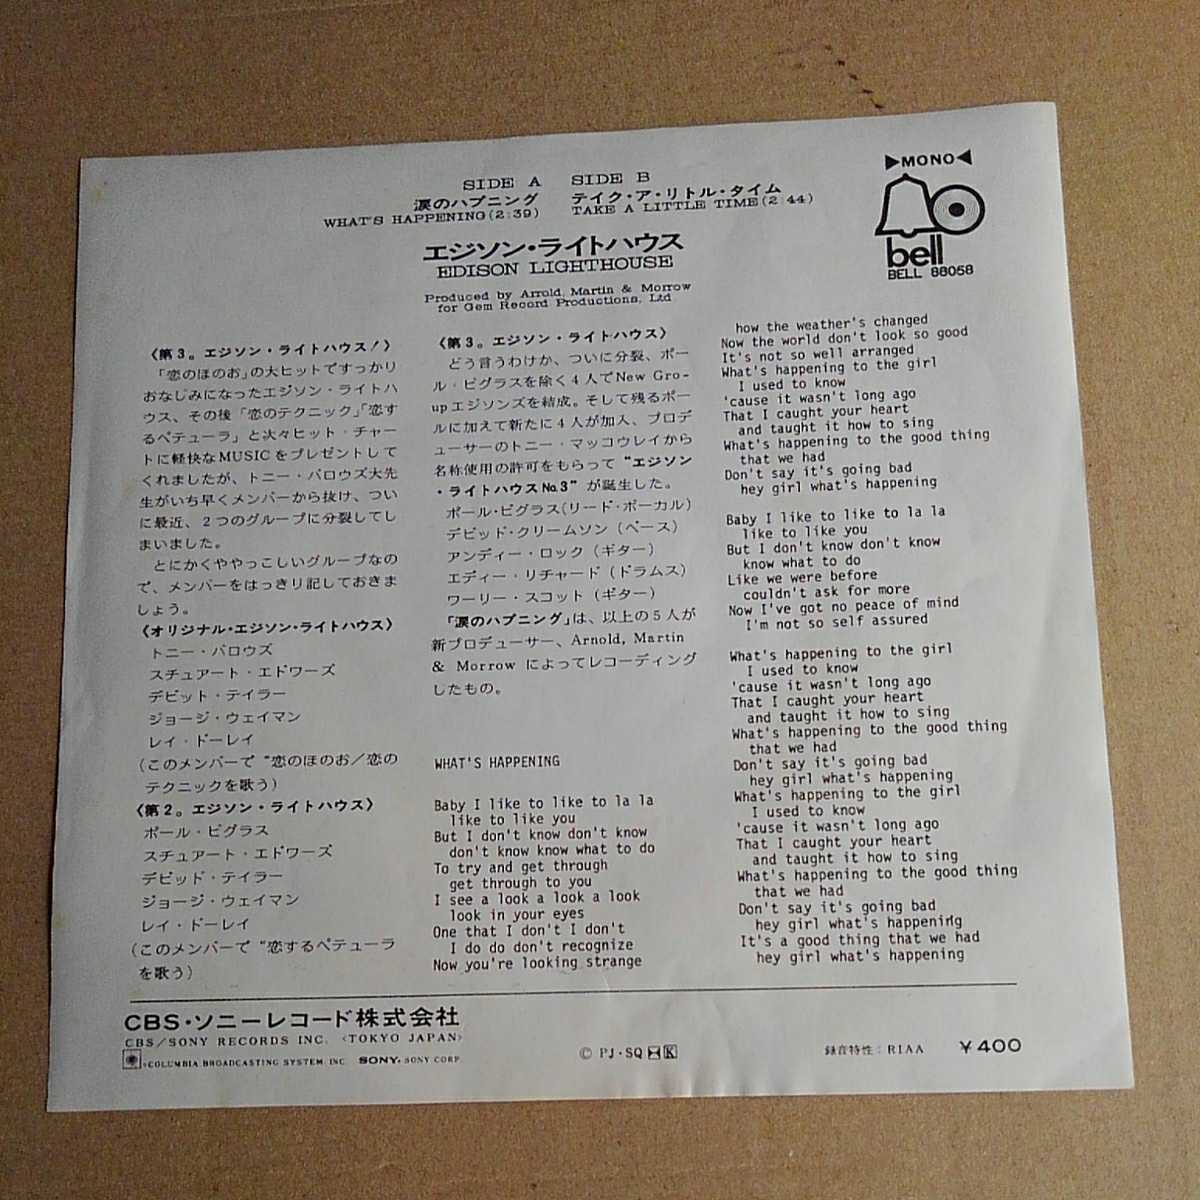 SIDE A
涙のハプニング
WHAT'S HAPPENING(2:39)
SIDE B
テイク・ア・リトル・タイム
TAKE A LITTLE TIME(2 44)
▶MONO◀
bell
BELL 88058
エジソン・ライトハウス
EDISON LIGHTHOUSE
Produced by Arrold, Martin & Morrow
for Gem Record Productions, Ltd
〈第3。エジソン・ライトハウス!〉
「恋のほのお」の大ヒットですっかり
おなじみになったエジソン・ライトハ
ウス、その後「恋のテクニック」「恋す
るペテューラ」と次々ヒット・チャー
トに軽快なMUSICをプレゼントして
くれましたが、トニー・バロウズ大先
生がいち早くメンバーから抜け、つい
に最近、2つのグループに分裂してし
まいました。
とにかくややっこしいグループなの
で、メンバーをはっきり記しておきま
しょう。
〈オリジナル・エジソン・ライトハウス〉
トニー・バロウズ
スチュアート・エドワーズ
デビット・テイラー
ジョージ・ウェイマン
レイ・ドーレイ
(このメンバーで“恋のほのお/恋の
テクニックを歌う)
〈第2。エジソン・ライトハウス〉
ポール・ビグラス
スチュアート・エドワーズ
デビッド・テイラー
ジョージ・ウェイマン
レイ・ドーレイ
(このメンバーで“恋するペテューラ
を歌う)
〈第3。エジソン・ライトハウス〉
どう言うわけか、ついに分裂、ポー
ル・ビグラスを除く4人でNew Gro-
upエジソンズを結成。そして残るポー
ルに加えて新たに4人が加入、プロデ
ューサーのトニー・マッコウレイから
名称使用の許可をもらって“エジソン
・ライトハウスNo.3”が誕生した。
ポール・ビグラス(リード・ボーカル)
デビッド・クリームソン(ベース)
アンディー・ロック(ギター)
エディー・リチャード(ドラムス)
ワーリー・スコット(ギター)
「涙のハプニング」は、以上の5人が
新プロデューサー、Arnold, Martin
& Morrow によってレコーディング
したもの。
WHAT'S HAPPENING
Baby I like to like to la la
like to like you
But I don't know don't know
don't know know what to do
To try and get through
get through to you
I see a look a look a look
look in your eyes
One that I don't I don't
I do do don't recognize
Now you're looking strange
how the weather's changed
Now the world don't look so good
It's not so well arranged
What's happening to the girl
I used to know
'cause it wasn't long ago
That I caught your heart
and taught it how to sing
What's happening to the good thing
that we had
Don't say it's going bad
hey girl what's happening
Baby I like to like to la la
like to like you
But I don't know don't know
know what to do
Like we were before
couldn't ask for more
Now I've got no peace of mind
I'm not so self assured
What's happening to the girl
I used to know
'cause it wasn't long ago
That I caught your heart
and taught it how to sing
What's happening to the good thing
that we had
Don't say it's going bad
hey girl what's happening
What's happening to the girl
I used to know
'cause it wasn't long ago
That I caught your heart
and taught it how to sing
What's happening to the good thing
that we had
Don't say it's going bad
hey girl what's happening
It's a good thing that we had
hey girl what's happening
CBS・ソニーレコード株式会社
CBS/SONY RECORDS INC. <TOKYO JAPAN>
COLUMBIA BROADCASTING SYSTEM, INC. SONY, SONY CORP.
Ⓒ PJ・SQ K
録音特性:RIAA
¥400